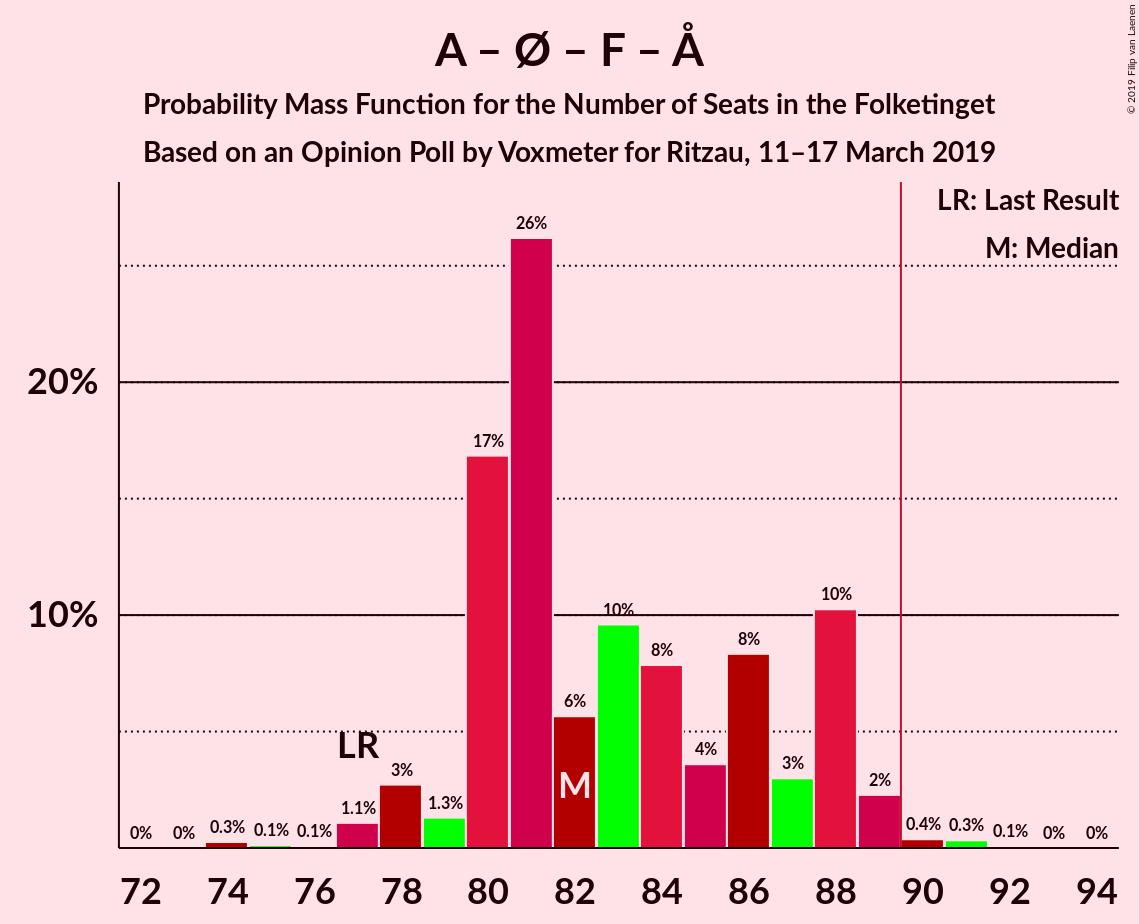 A – Ø – F – Å
Probability Mass Function for the Number of Seats in the Folketinget
Based on an Opinion Poll by Voxmeter for Ritzau, 11–17 March 2019
© 2019 Filip van Laenen
LR: Last Result
M: Median
26%
20%
17%
10%
10%
10%
8%
8%
6%
LR
4%
3%
3%
2%
M
1.1%
1.3%
0%
0%
0.3%
0.1%
0.1%
0.4%
0.3%
0.1%
0%
0%
72 74 76 78 80 82 84 86 88 90 92 94